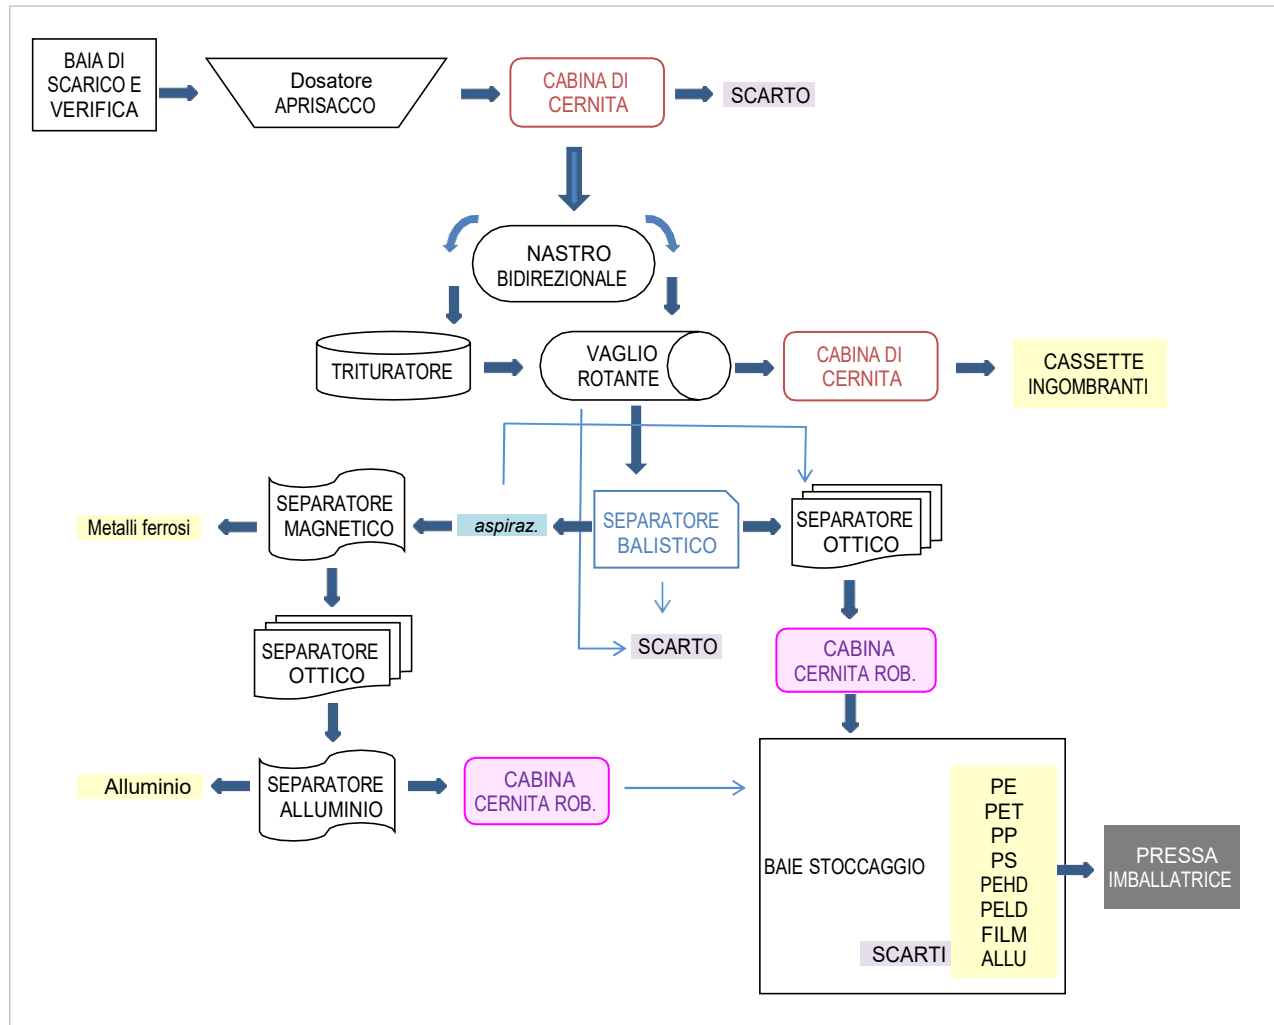 BAIA DI
SCARICO E
VERIFICA
Dosatore
APRISACCO
CABINA DI
CERNITA
SCARTO
NASTRO
BIDIREZIONALE
TRITURATORE
VAGLIO
ROTANTE
CABINA DI
CERNITA
CASSETTE
INGOMBRANTI
Metalli ferrosi
SEPARATORE
MAGNETICO
aspiraz.
SEPARATORE
BALISTICO
SEPARATORE
OTTICO
SEPARATORE
OTTICO
SCARTO
CABINA
CERNITA ROB.
Alluminio
SEPARATORE
ALLUMINIO
CABINA
CERNITA ROB.
BAIE STOCCAGGIO
PE
PET
PP
PS
PEHD
PELD
FILM
ALLU
SCARTI
PRESSA
IMBALLATRICE